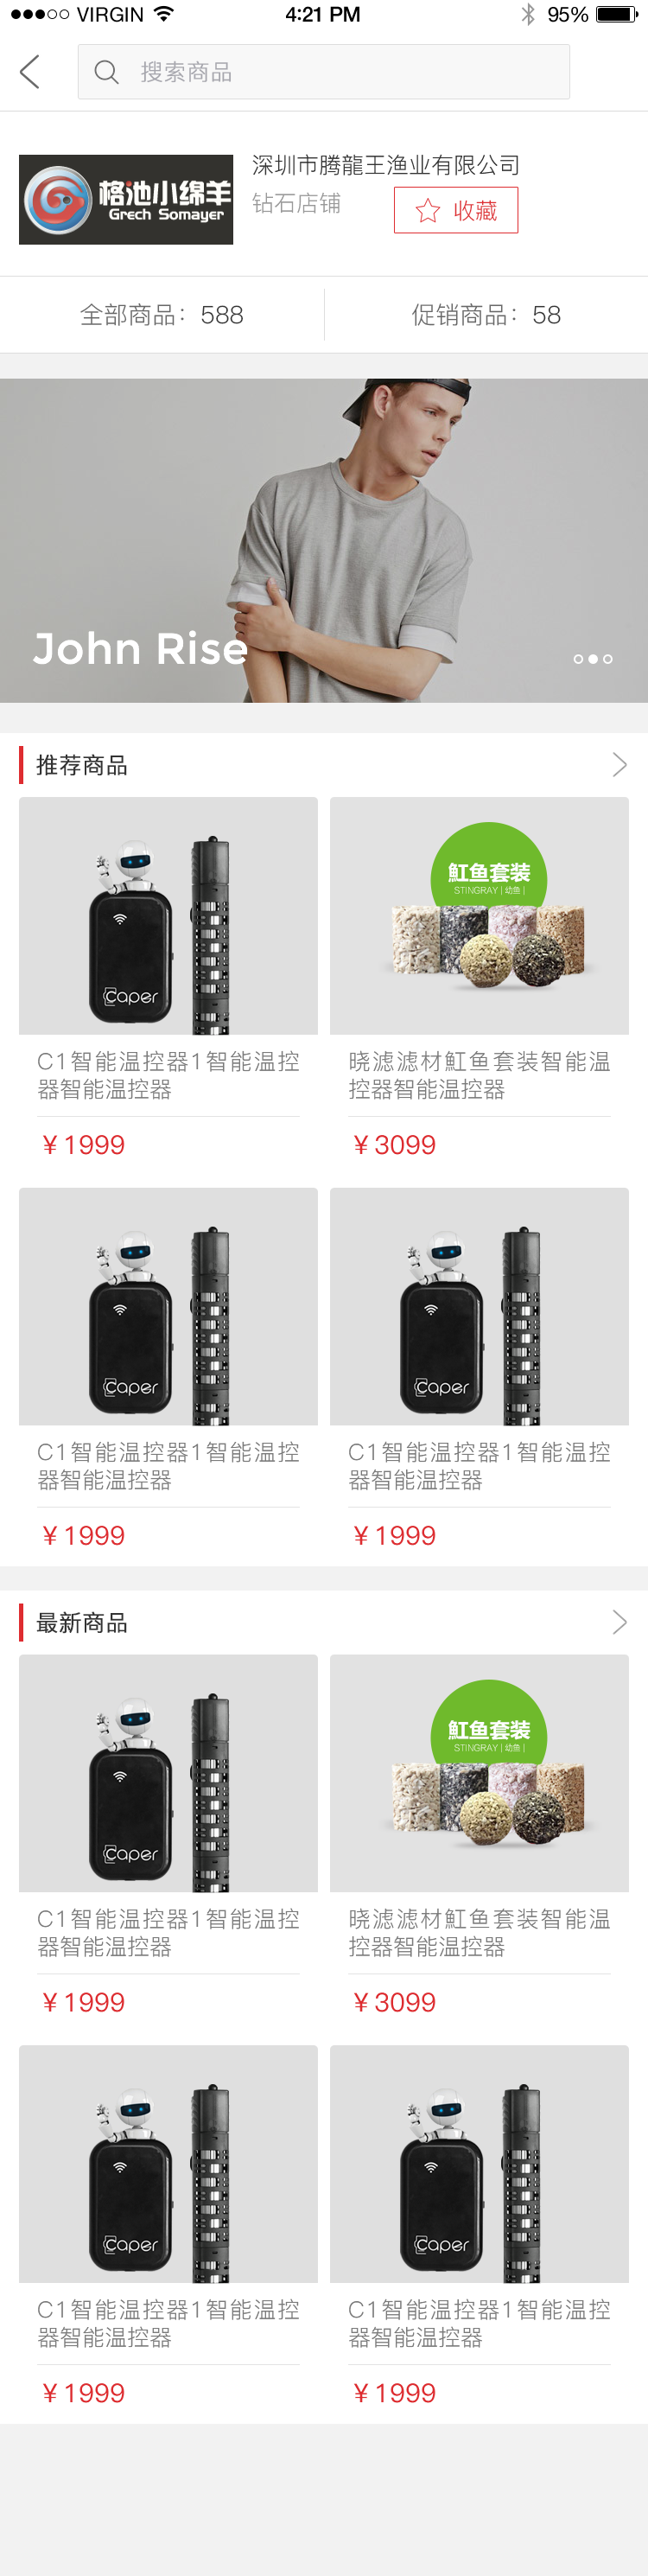 VIRGIN 4:21 PM 95%
搜索商品
深圳市腾龍王渔业有限公司
格池小绵羊
Grech Somayer
钻石店铺
收藏
全部商品：588
促销商品：58
John Rise
推荐商品
Caper
魟鱼套装
STINGRAY | 幼鱼 |
C1智能温控器1智能温控
器智能温控器
¥1999
晓滤滤材魟鱼套装智能温
控器智能温控器
¥3099
Caper
Caper
C1智能温控器1智能温控
器智能温控器
¥1999
C1智能温控器1智能温控
器智能温控器
¥1999
最新商品
Caper
魟鱼套装
STINGRAY | 幼鱼 |
C1智能温控器1智能温控
器智能温控器
¥1999
晓滤滤材魟鱼套装智能温
控器智能温控器
¥3099
Caper
Caper
C1智能温控器1智能温控
器智能温控器
¥1999
C1智能温控器1智能温控
器智能温控器
¥1999